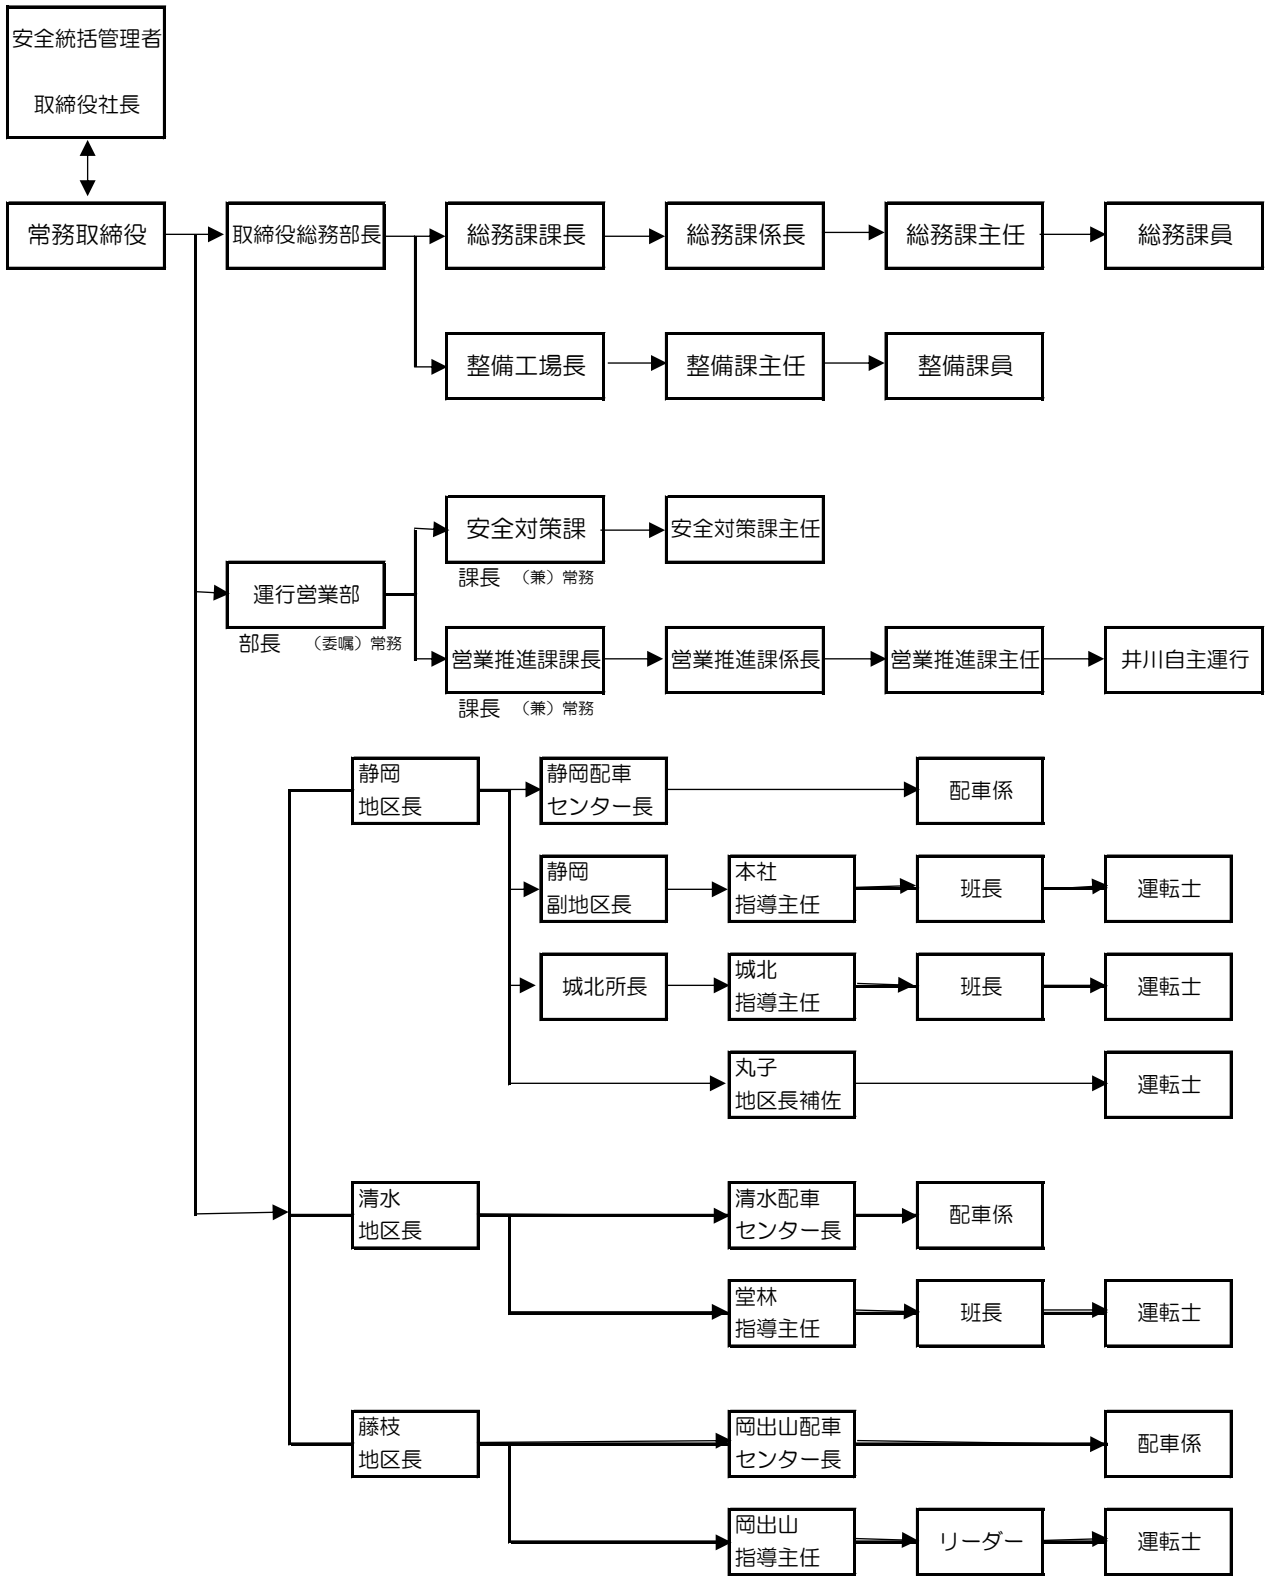 安全統括管理者
取締役社長
常務取締役
取締役総務部長
総務課課長
総務課係長
総務課主任
総務課員
整備工場長
整備課主任
整備課員
安全対策課
安全対策課主任
課長 （兼）常務
運行営業部
部長 （委嘱）常務
営業推進課課長
営業推進課係長
営業推進課主任
井川自主運行
課長 （兼）常務
静岡
地区長
静岡配車
センター長
配車係
静岡
副地区長
本社
指導主任
班長
運転士
城北所長
城北
指導主任
班長
運転士
丸子
地区長補佐
運転士
清水
地区長
清水配車
センター長
配車係
堂林
指導主任
班長
運転士
藤枝
地区長
岡出山配車
センター長
配車係
岡出山
指導主任
リーダー
運転士